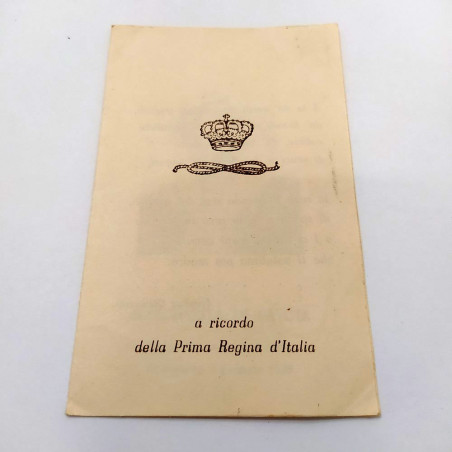 a ricordo
della Prima Regina d'Italia